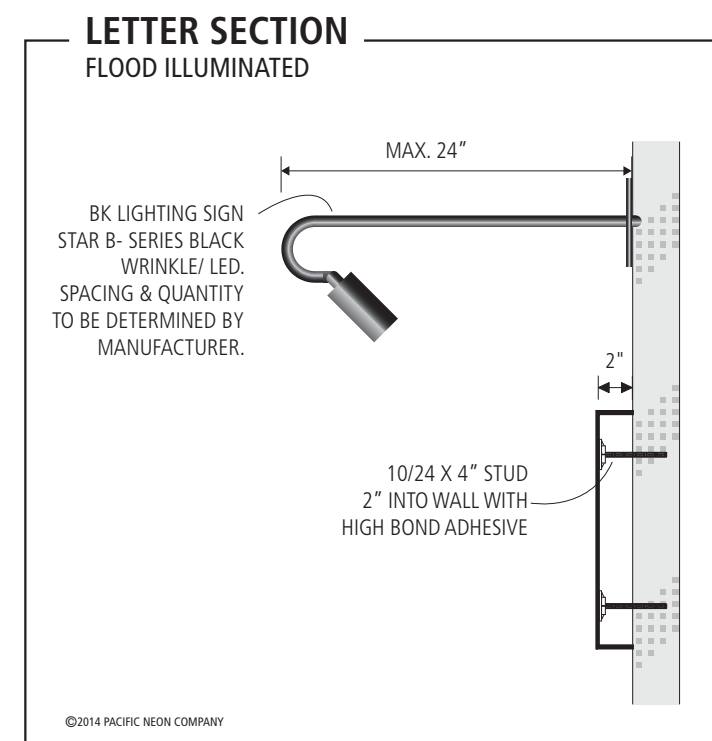 LETTER SECTION
FLOOD ILLUMINATED
MAX. 24”
BK LIGHTING SIGN
STAR B- SERIES BLACK
WRINKLE/ LED.
SPACING & QUANTITY
TO BE DETERMINED BY
MANUFACTURER.
2"
10/24 X 4” STUD
2” INTO WALL WITH
HIGH BOND ADHESIVE
©2014 PACIFIC NEON COMPANY